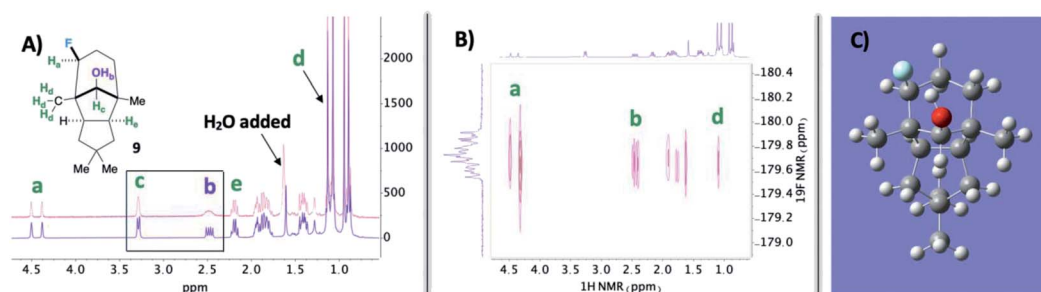 A)
F
Ha
OHb
Hd
Hd C
Hd
Hc
Me
H
He
Me Me
9
d
H2O added
a
c
b
e
2000
1500
1000
500
0
4.5 4.0 3.5 3.0 2.5 2.0 1.5 1.0
ppm
B)
a
b
d
180.4
180.2
180.0
179.8
179.6
179.4
179.2
179.0
19F NMR (ppm)
4.5 4.0 3.5 3.0 2.5 2.0 1.5 1.0
1H NMR (ppm)
C)